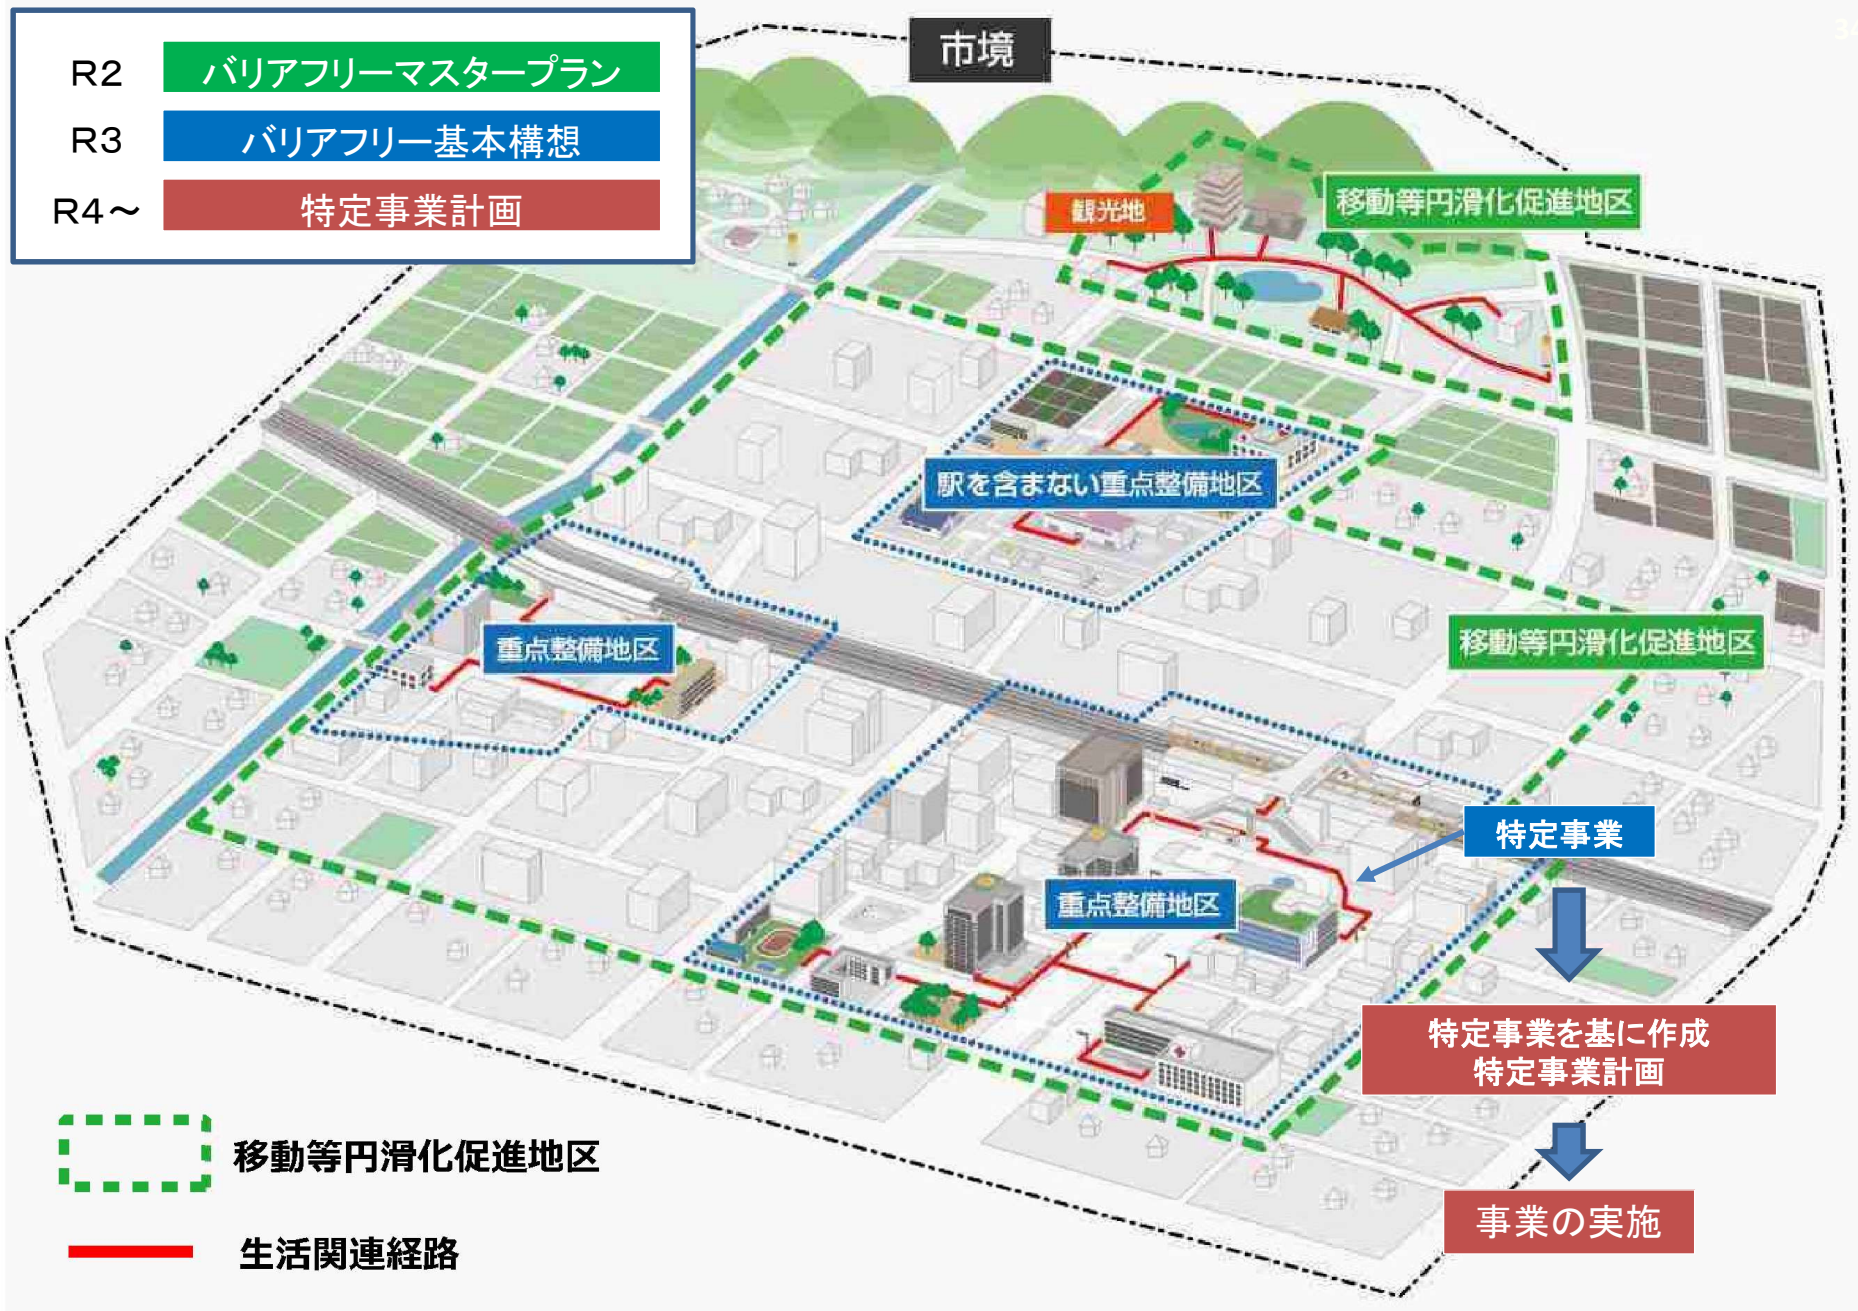 R2 バリアフリーマスタープラン
R3 バリアフリー基本構想
R4～ 特定事業計画
市境
観光地
移動等円滑化促進地区
駅を含まない重点整備地区
移動等円滑化促進地区
重点整備地区
特定事業
重点整備地区
特定事業を基に作成
特定事業計画
事業の実施
移動等円滑化促進地区
生活関連経路